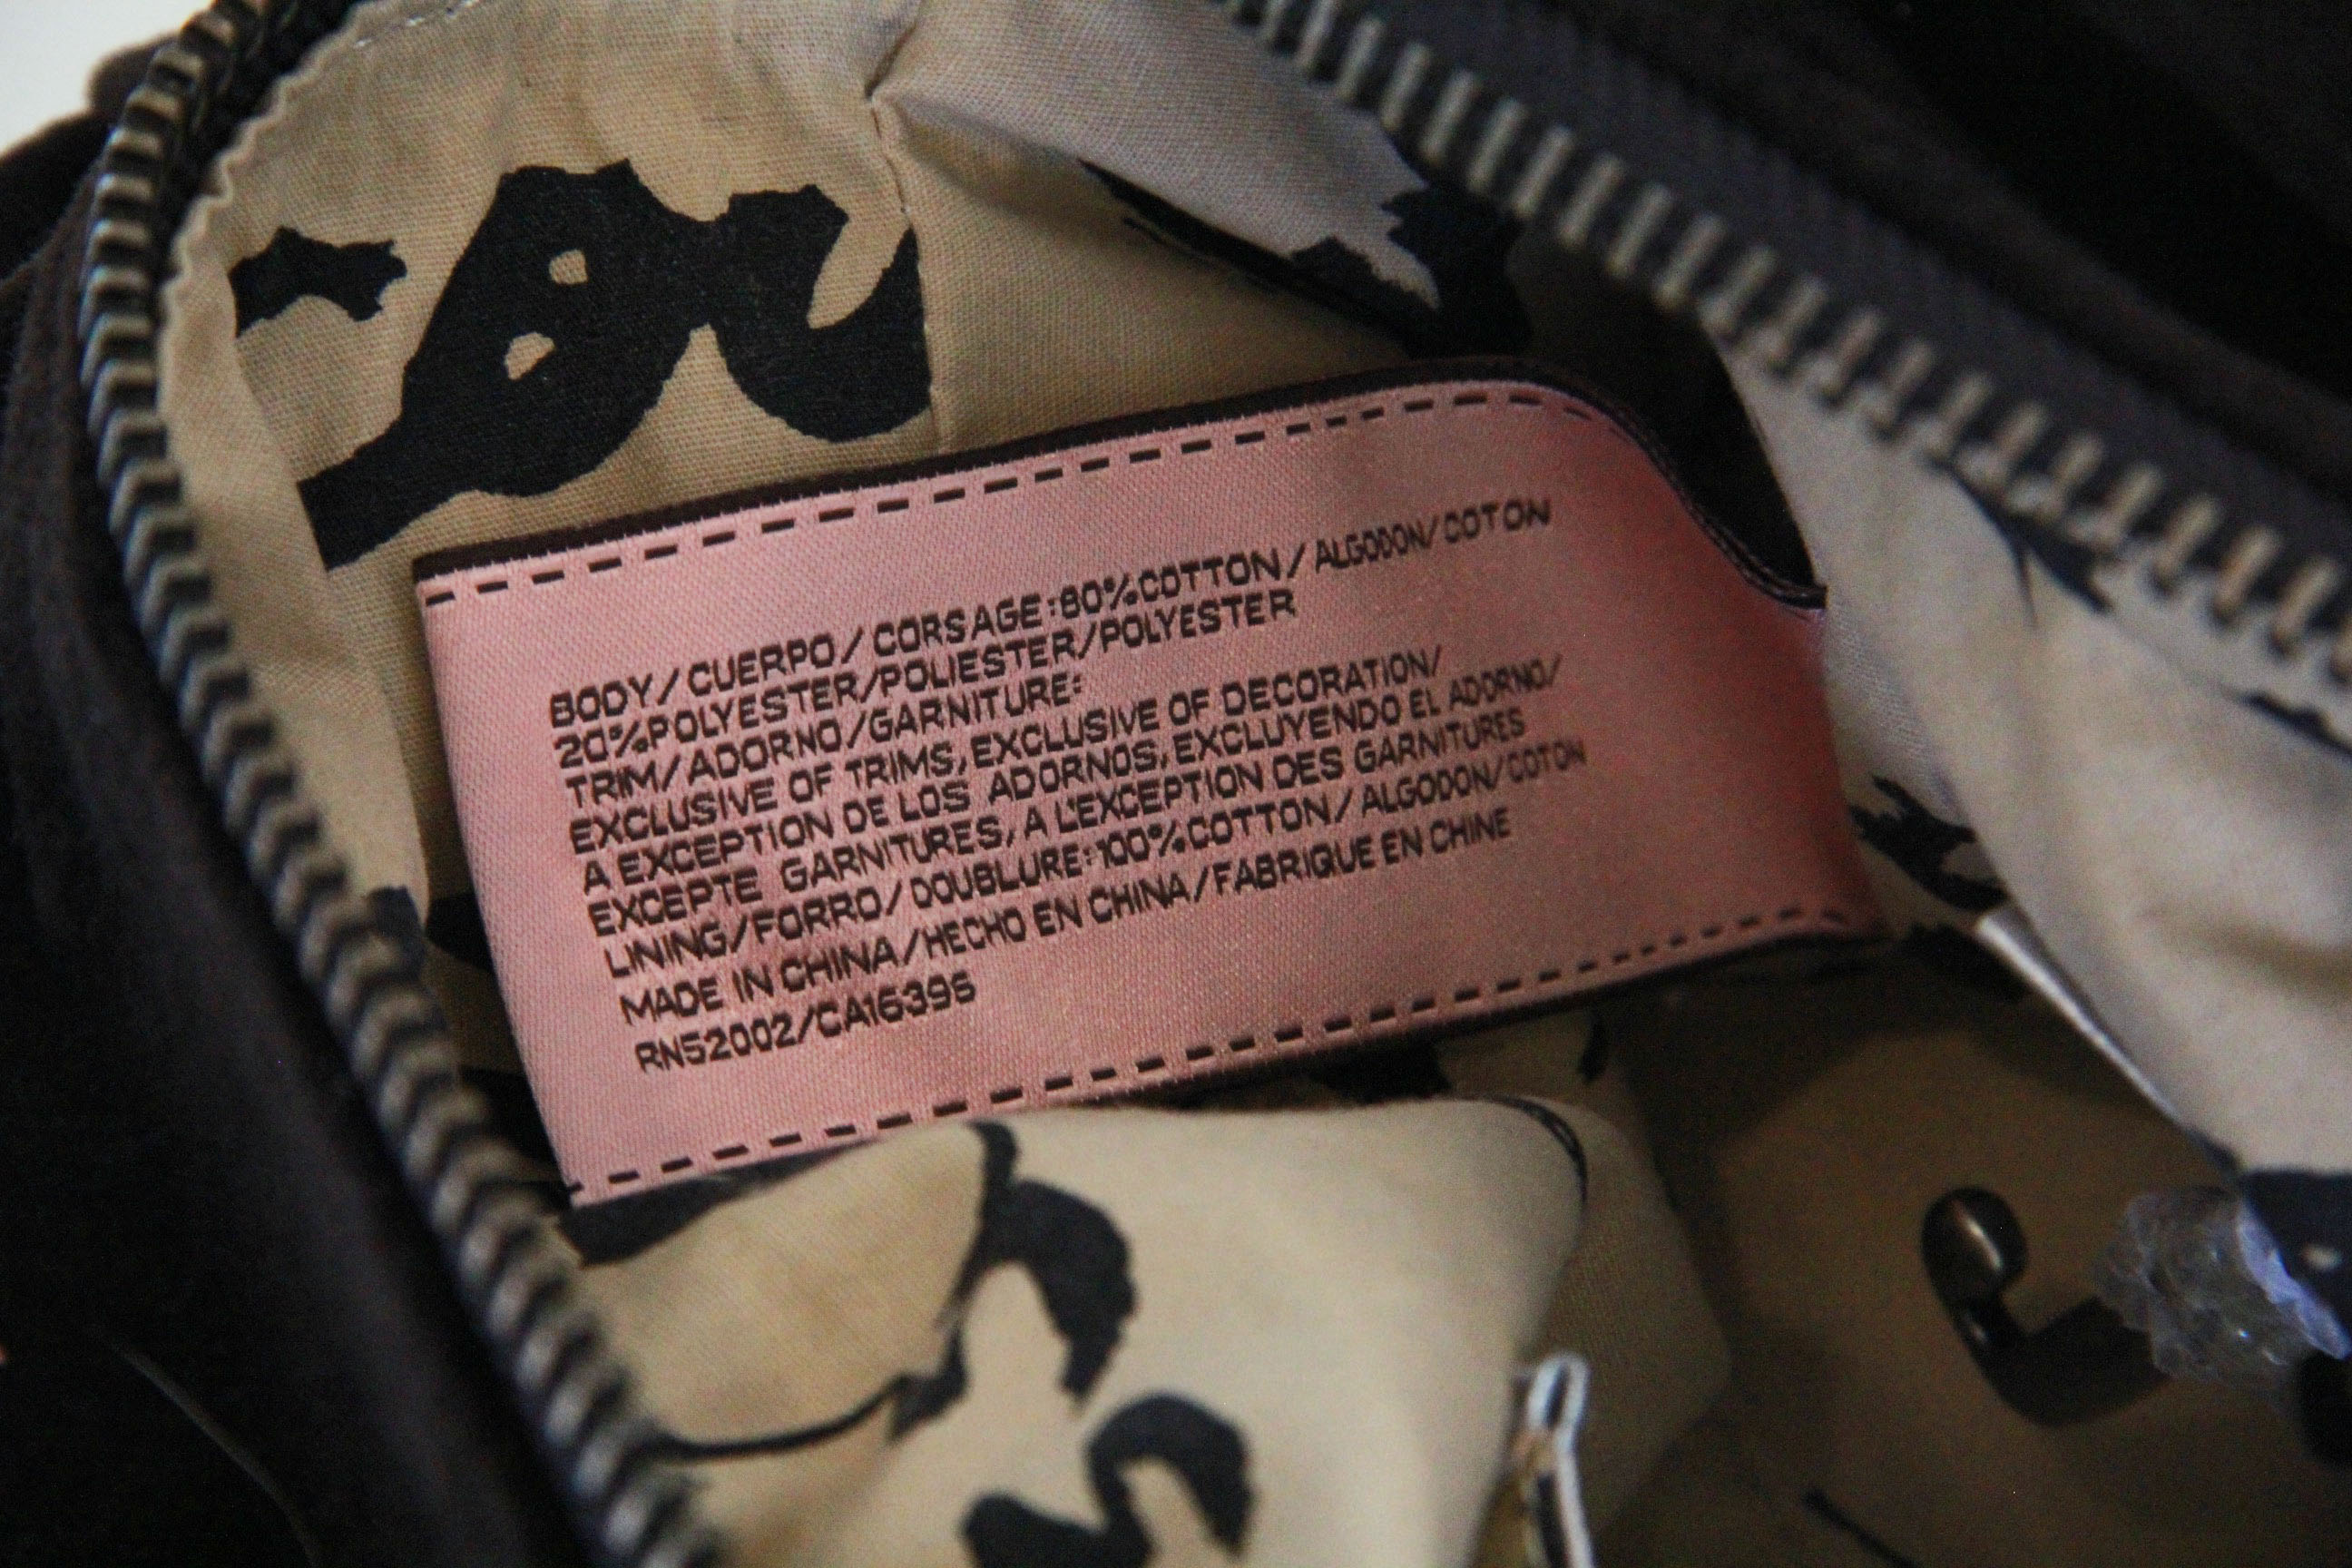 BODY/CUERPO/CORSAGE:80%COTTON/ALGODON/COTON
20%POLYESTER/POLIESTER/POLYESTER
TRIM/ADORNO/GARNITURE:
EXCLUSIVE OF TRIMS,EXCLUSIVE OF DECORATION/
A EXCEPTION DE LOS ADORNOS,EXCLUYENDO EL ADORNO/
EXCEPTE GARNITURES,A L'EXCEPTION DES GARNITURES
LINING/FORRO/DOUBLURE:100%COTTON/ALGODON/COTON
MADE IN CHINA/HECHO EN CHINA/FABRIQUE EN CHINE
RN52002/CA16396